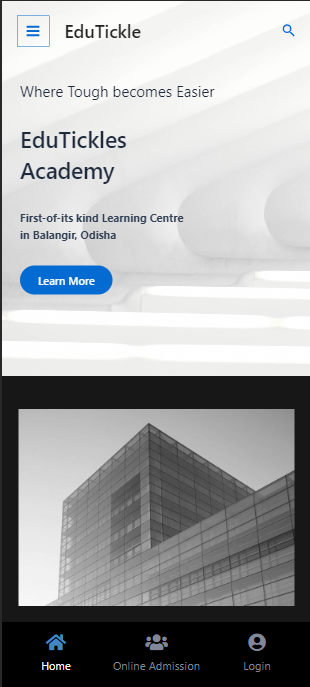 EduTickle
Where Tough becomes Easier
EduTickles
Academy
First-of-its kind Learning Centre
in Balangir, Odisha
Learn More
Home
Online Admission
Login